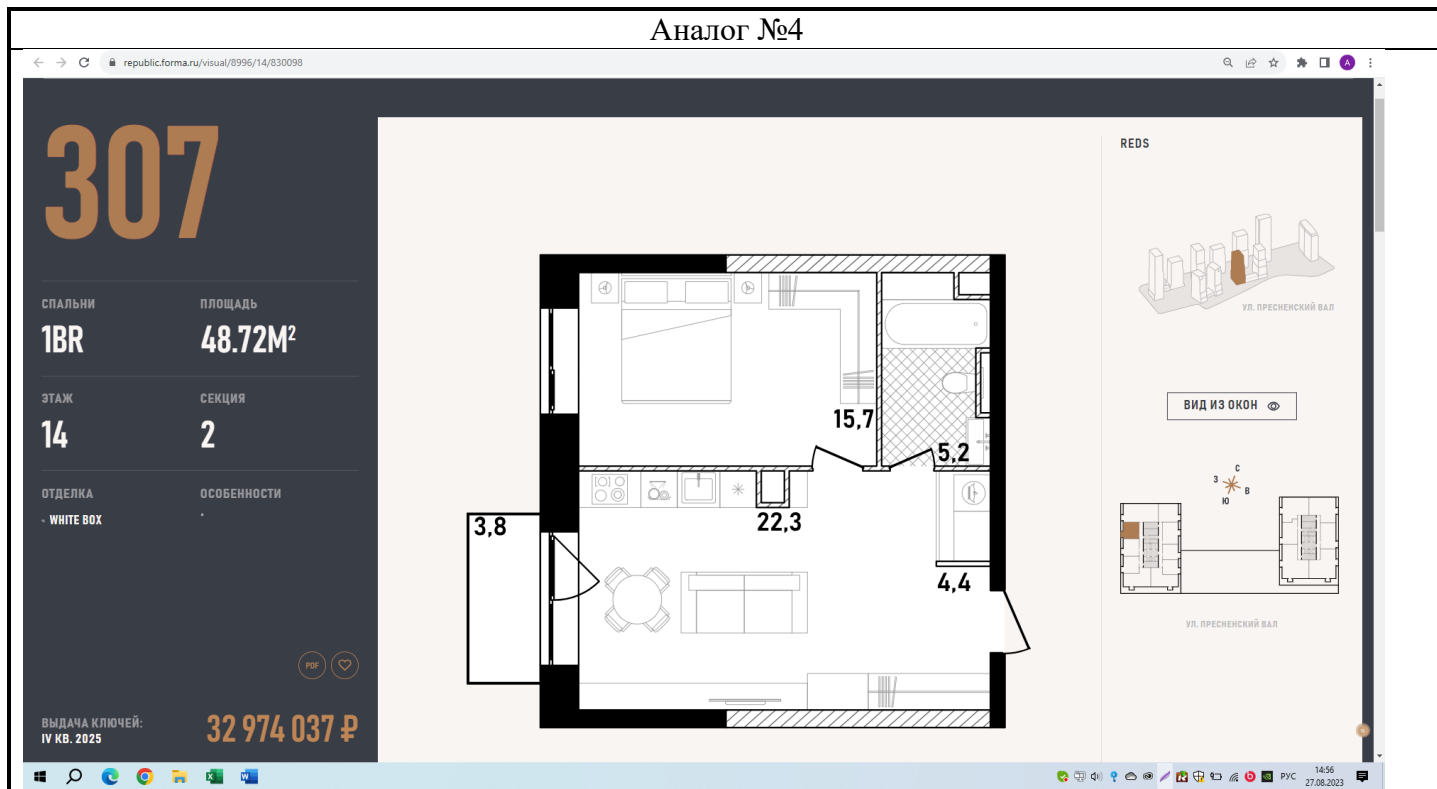 Аналог №4
republic.forma.ru/visual/8996/14/830098
A
307
СПАЛЬНИ ПЛОЩАДЬ
1BR 48.72М²
ЭТАЖ СЕКЦИЯ
14 2
ОТДЕЛКА ОСОБЕННОСТИ
WHITE BOX
PDF
ВЫДАЧА КЛЮЧЕЙ:
IV КВ. 2025
32 974 037 ₽
15,7
5,2
22,3
3,8
4,4
REDS
УЛ. ПРЕСНЕНСКИЙ ВАЛ
ВИД ИЗ ОКОН
С
З
В
Ю
УЛ. ПРЕСНЕНСКИЙ ВАЛ
РУС
14:56
27.08.2023